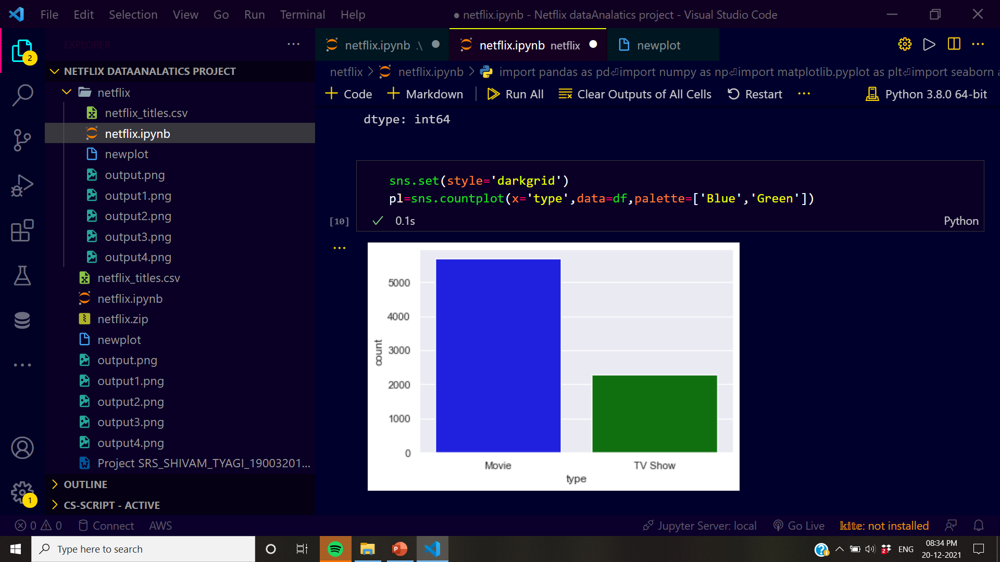 File Edit Selection View Go Run Terminal Help
● netflix.ipynb - Netflix dataAnalatics project - Visual Studio Code
EXPLORER
netflix.ipynb .\
netflix.ipynb netflix
newplot
2
NETFLIX DATAANALATICS PROJECT
netflix
netflix_titles.csv
netflix.ipynb
newplot
output.png
output1.png
output2.png
output3.png
output4.png
netflix_titles.csv
netflix.ipynb
netflix.zip
newplot
output.png
output1.png
output2.png
output3.png
output4.png
Project SRS_SHIVAM_TYAGI_19003201...
OUTLINE
CS-SCRIPT - ACTIVE
1
netflix > netflix.ipynb > import pandas as pd⏎import numpy as np⏎import matplotlib.pyplot as plt⏎import seaborn a
+ Code + Markdown | Run All Clear Outputs of All Cells Restart ... Python 3.8.0 64-bit
dtype: int64
sns.set(style='darkgrid')
pl=sns.countplot(x='type',data=df,palette=['Blue','Green'])
[10] ✓ 0.1s Python
5000
4000
3000
2000
1000
0
count
Movie TV Show
type
0 0 Connect AWS
Jupyter Server: local Go Live kite: not installed
Type here to search
P
2
ENG
08:34 PM
20-12-2021